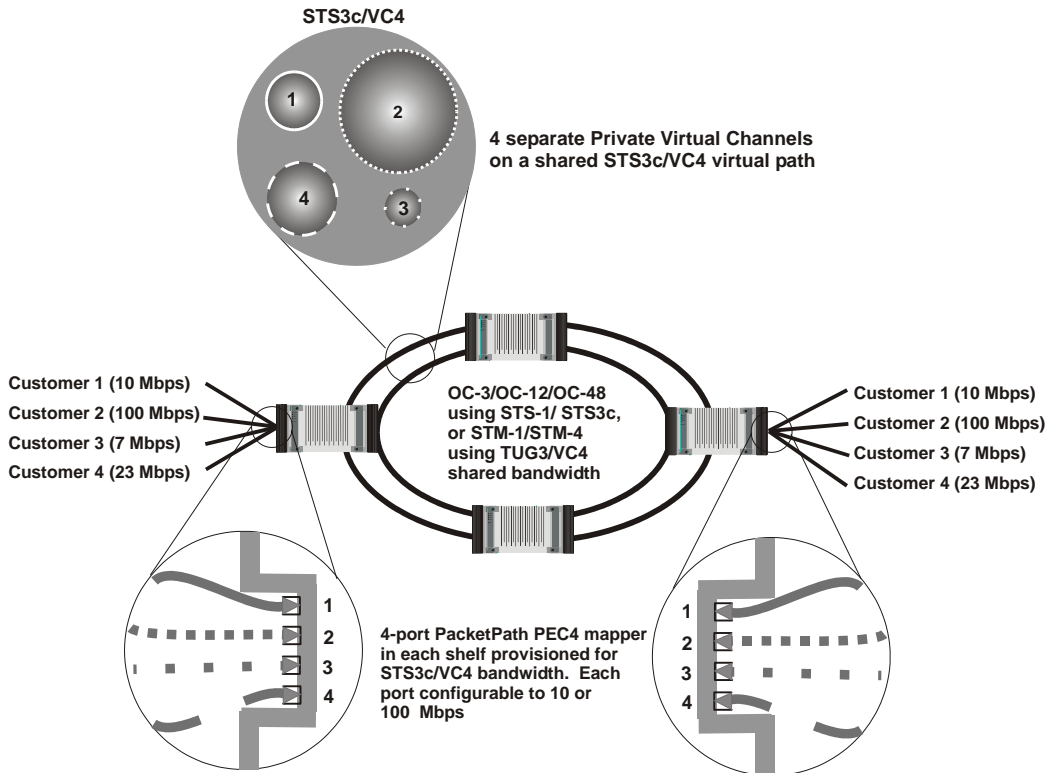 STS3c/VC4
1
2
4
3
4 separate Private Virtual Channels
on a shared STS3c/VC4 virtual path
Customer 1 (10 Mbps)
Customer 2 (100 Mbps)
Customer 3 (7 Mbps)
Customer 4 (23 Mbps)
OC-3/OC-12/OC-48
using STS-1/ STS3c,
or STM-1/STM-4
using TUG3/VC4
shared bandwidth
Customer 1 (10 Mbps)
Customer 2 (100 Mbps)
Customer 3 (7 Mbps)
Customer 4 (23 Mbps)
1
2
3
4
4-port PacketPath PEC4 mapper
in each shelf provisioned for
STS3c/VC4 bandwidth. Each
port configurable to 10 or
100 Mbps
1
2
3
4